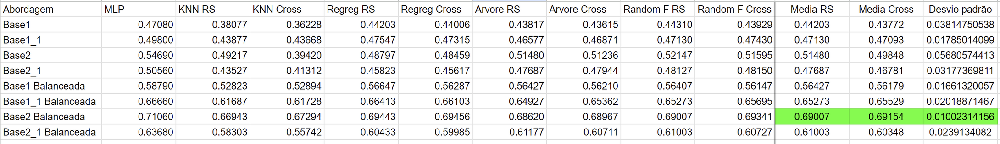 Abordagem MLP KNN RS KNN Cross Regreg RS Regreg Cross Arvore RS Arvore Cross Random F RS Random F Cross Media RS Media Cross Desvio padrão
Base1 0.47080 0.38077 0.36228 0.44203 0.44006 0.43817 0.43615 0.44310 0.43929 0.44203 0.43772 0.03814750538
Base1_1 0.49800 0.43877 0.43668 0.47547 0.47315 0.46577 0.46871 0.47130 0.47430 0.47130 0.47093 0.01785014099
Base2 0.54690 0.49217 0.39420 0.48797 0.48459 0.51480 0.51236 0.52147 0.51595 0.51480 0.49848 0.05680574413
Base2_1 0.50560 0.43527 0.41312 0.45823 0.45617 0.47687 0.47944 0.48127 0.48150 0.47687 0.46781 0.03177369811
Base1 Balanceada 0.58790 0.52823 0.52894 0.56647 0.56287 0.56427 0.56210 0.56407 0.56147 0.56427 0.56179 0.01661320057
Base1_1 Balanceada 0.66660 0.61687 0.61728 0.66413 0.66103 0.64927 0.65362 0.65273 0.65695 0.65273 0.65529 0.02018871467
Base2 Balanceada 0.71060 0.66943 0.67294 0.69443 0.69456 0.68620 0.68967 0.69007 0.69341 0.69007 0.69154 0.01002314156
Base2_1 Balanceada 0.63680 0.58303 0.55742 0.60433 0.59985 0.61177 0.60711 0.61003 0.60727 0.61003 0.60348 0.0239134082